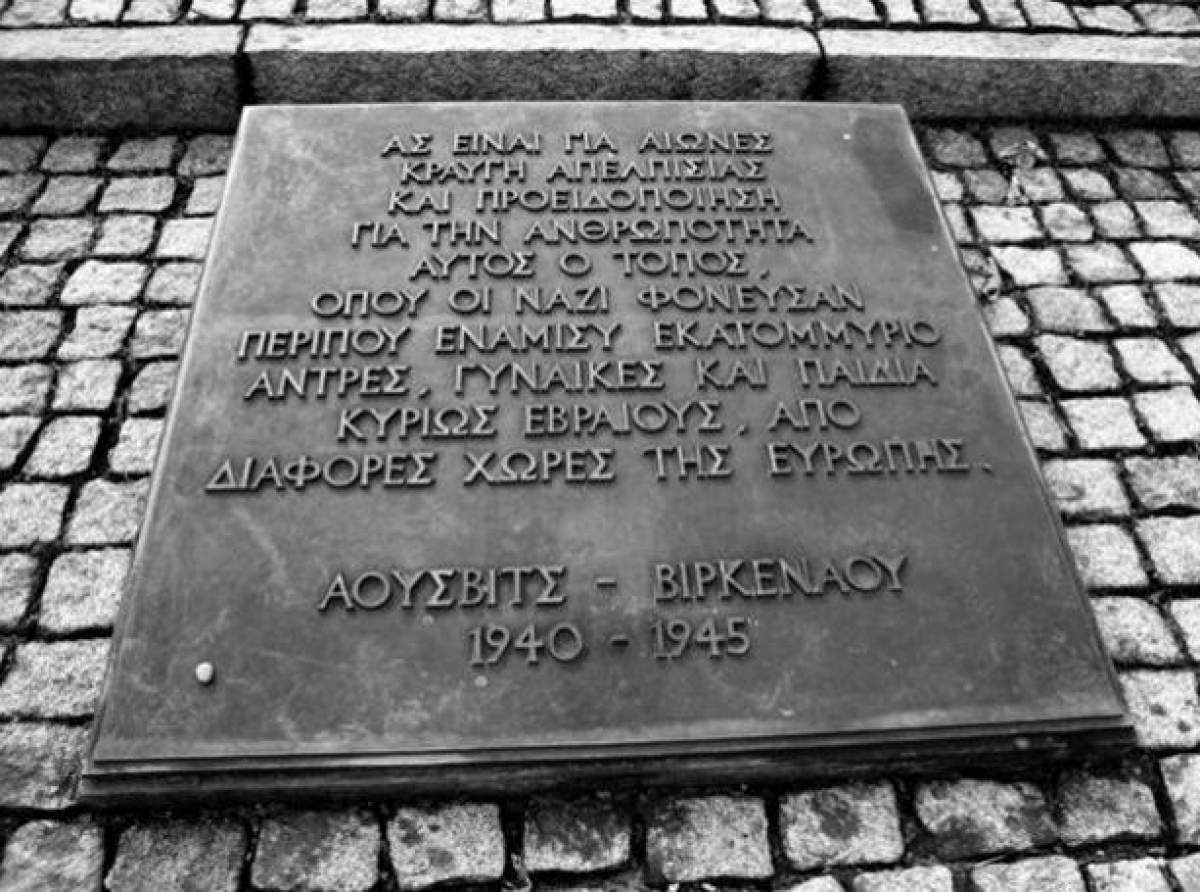 ΑΣ ΕΙΝΑΙ ΓΙΑ ΑΙΩΝΕΣ
ΚΡΑΥΓΗ ΑΠΕΛΠΙΣΙΑΣ
ΚΑΙ ΠΡΟΕΙΔΟΠΟΙΗΣΗ
ΓΙΑ ΤΗΝ ΑΝΘΡΩΠΟΤΗΤΑ
ΑΥΤΟΣ Ο ΤΟΠΟΣ,
ΟΠΟΥ ΟΙ ΝΑΖΙ ΦΟΝΕΥΣΑΝ
ΠΕΡΙΠΟΥ ΕΝΑΜΙΣΥ ΕΚΑΤΟΜΜΥΡΙΟ
ΑΝΤΡΕΣ, ΓΥΝΑΙΚΕΣ ΚΑΙ ΠΑΙΔΙΑ
ΚΥΡΙΩΣ ΕΒΡΑΙΟΥΣ, ΑΠΟ
ΔΙΑΦΟΡΕΣ ΧΩΡΕΣ ΤΗΣ ΕΥΡΩΠΗΣ.
ΑΟΥΣΒΙΤΣ - ΒΙΡΚΕΝΑΟΥ
1940 - 1945